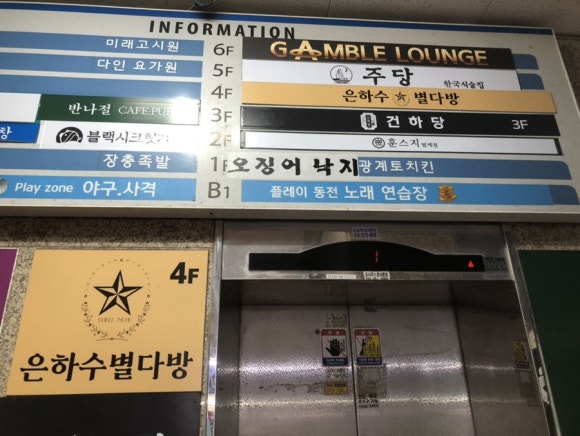 INFORMATION
미래고시원 6F GAMBLE LOUNGE
다인 요가원 5F 주당 한국식술집
4F 은하수 별다방
반나절 CAFE.PUB 3F 건하당 3F
창 블랙시크릿 2F 훈스지
장충족발 1F 오징어 낙지 광계토치킨
Play zone 야구.사격 B1 플레이 동전 노래 연습장
4F
SINCE 2020
은하수별다방